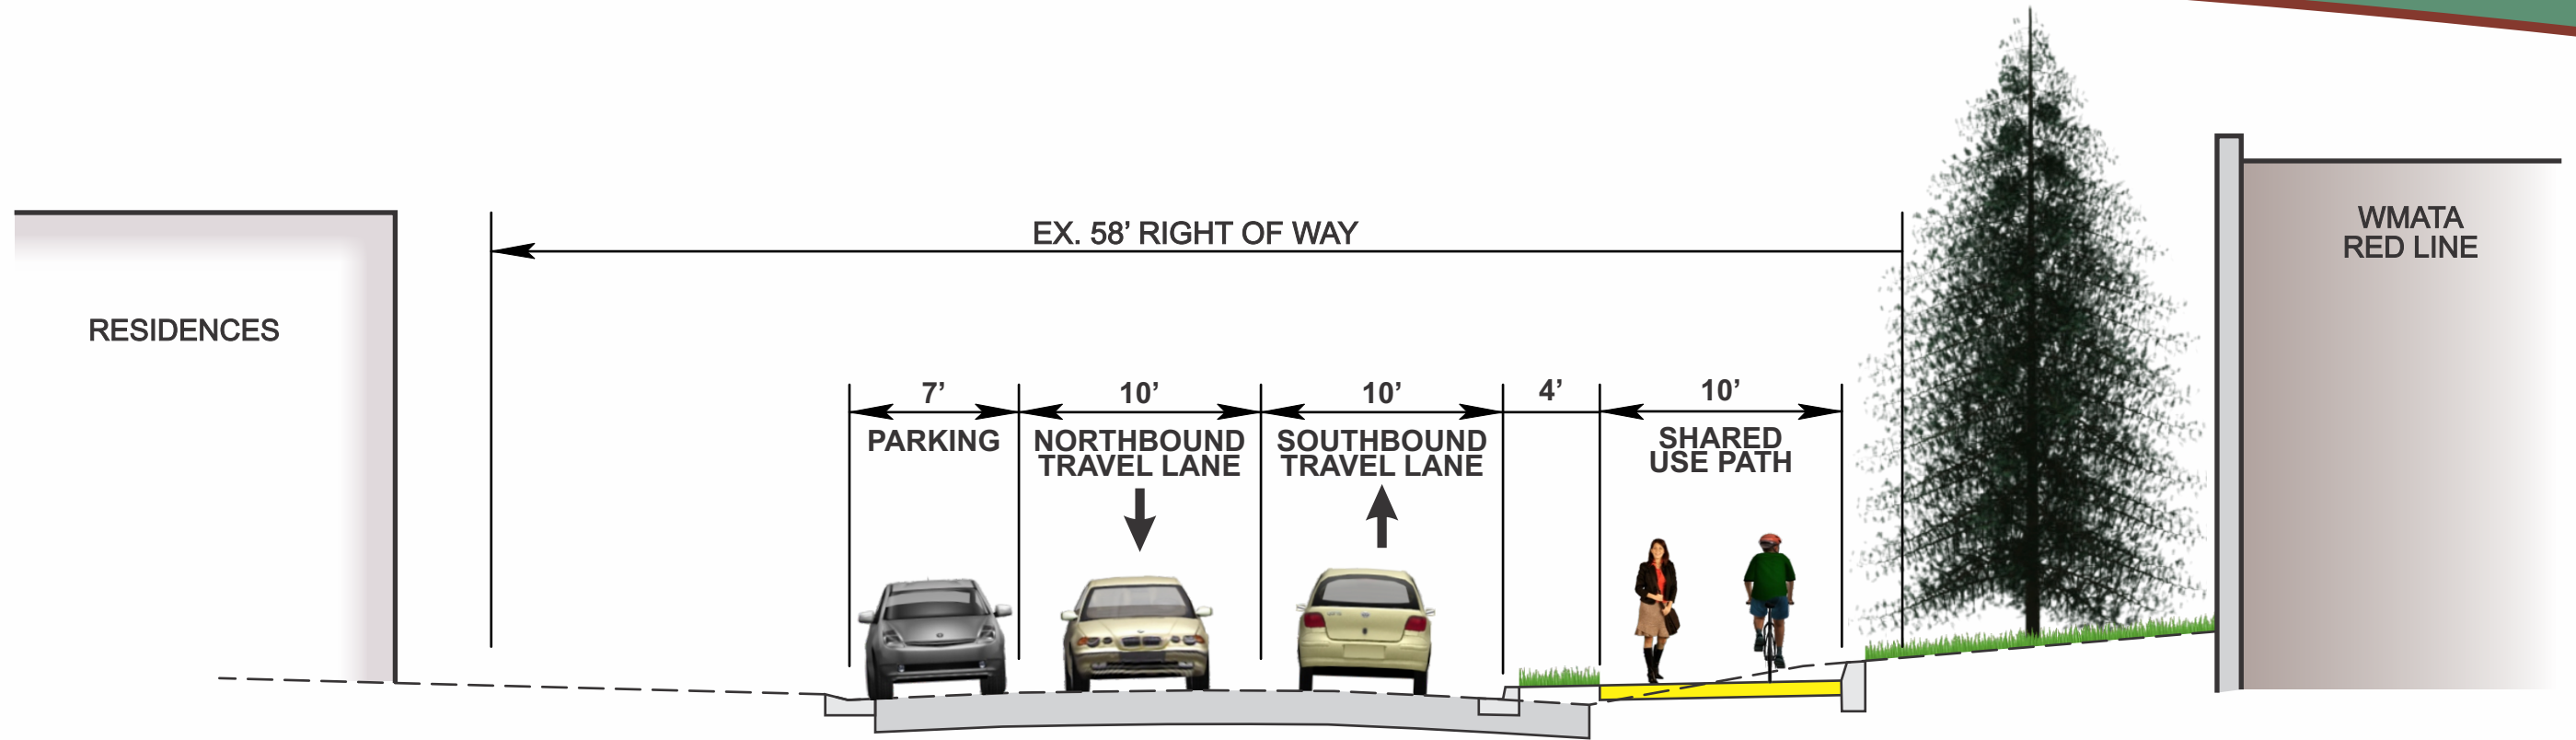 EX. 58’ RIGHT OF WAY
WMATA
RED LINE
RESIDENCES
7’
10’
10’
4’
10’
PARKING
NORTHBOUND
TRAVEL LANE
SOUTHBOUND
TRAVEL LANE
SHARED
USE PATH